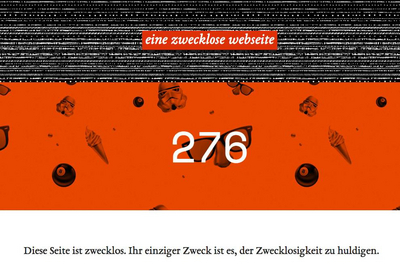 eine zwecklose webseite
276
Diese Seite ist zwecklos. Ihr einziger Zweck ist es, der Zwecklosigkeit zu huldigen.